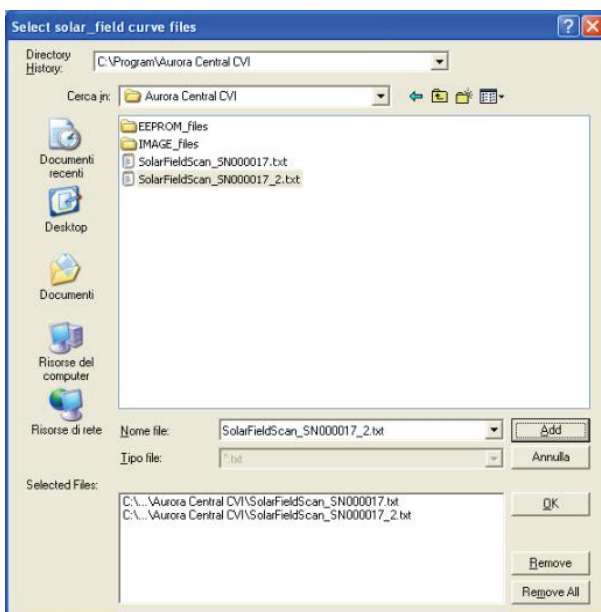 Select solar_field curve files
Directory History: C:\Program\Aurora Central CVI
Cerca in: Aurora Central CVI
EEPROM_files
IMAGE_files
SolarFieldScan_SN000017.txt
SolarFieldScan_SN000017_2.txt
Documenti recenti
Desktop
Documenti
Risorse del computer
Risorse di rete
Nome file: SolarFieldScan_SN000017_2.txt Add
Tipo file: *.txt Annulla
Selected Files:
C:\...\Aurora Central CVI\SolarFieldScan_SN000017.txt
C:\...\Aurora Central CVI\SolarFieldScan_SN000017_2.txt
OK
Remove
Remove All